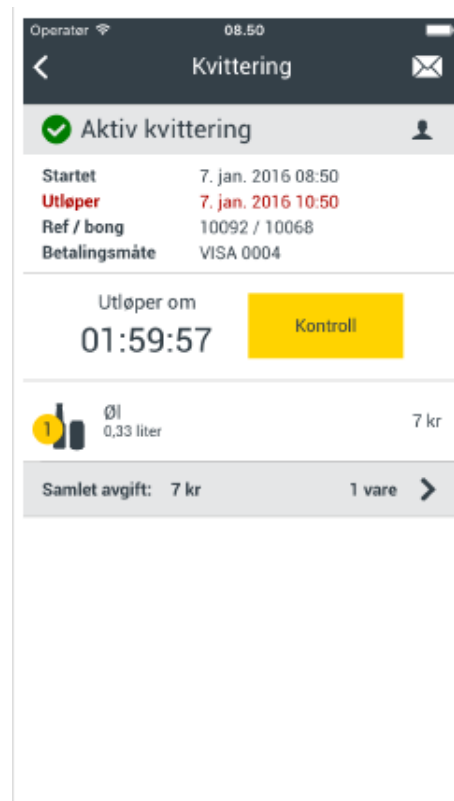 Operatør 08.50
Kvittering
Aktiv kvittering
Startet 7. jan. 2016 08:50
Utløper 7. jan. 2016 10:50
Ref / bong 10092 / 10068
Betalingsmåte VISA 0004
Utløper om
01:59:57
Kontroll
1 Øl 7 kr
0,33 liter
Samlet avgift: 7 kr 1 vare